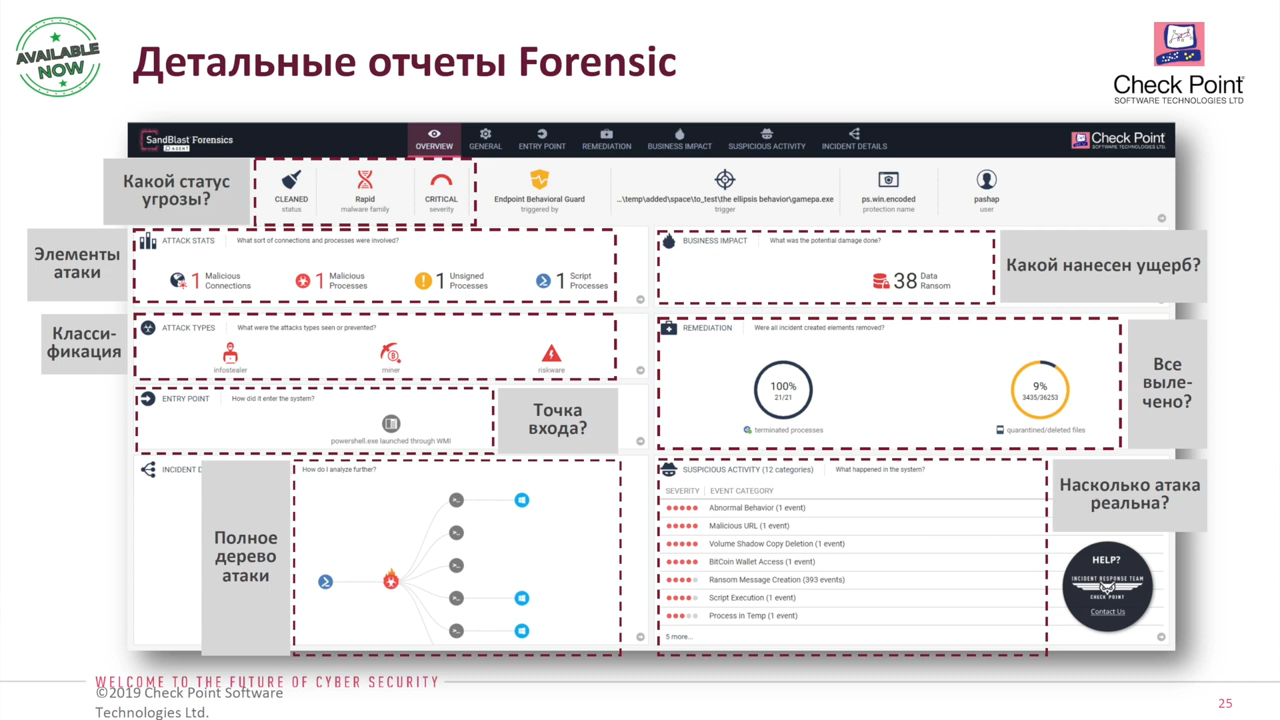 AVAILABLE
NOW
Детальные отчеты Forensic
Check Point
SOFTWARE TECHNOLOGIES LTD
SandBlast Forensics
AGENT
OVERVIEW
GENERAL
ENTRY POINT
REMEDIATION
BUSINESS IMPACT
SUSPICIOUS ACTIVITY
INCIDENT DETAILS
Check Point
SOFTWARE TECHNOLOGIES LTD.
Какой статус
угрозы?
CLEANED
status
Rapid
malware family
CRITICAL
severity
Endpoint Behavioral Guard
triggered by
...\temp\added\space\to_test\the ellipsis behavior\gamepa.exe
trigger
ps.win.encoded
protection name
pashap
user
Элементы
атаки
ATTACK STATS
What sort of connections and processes were involved?
1 Malicious
Connections
1 Malicious
Processes
1 Unsigned
Processes
1 Script
Processes
BUSINESS IMPACT
What was the potential damage done?
38 Data
Ransom
Какой нанесен ущерб?
Класси-
фикация
ATTACK TYPES
What were the attacks types seen or prevented?
infostealer
miner
riskware
REMEDIATION
Were all incident created elements removed?
100%
21/21
terminated processes
9%
3435/36253
quarantined/deleted files
Все
выле-
чено?
ENTRY POINT
How did it enter the system?
powershell.exe launched through WMI
Точка
входа?
INCIDENT D
How do I analyze further?
Полное
дерево
атаки
SUSPICIOUS ACTIVITY (12 categories)
What happened in the system?
SEVERITY
EVENT CATEGORY
Abnormal Behavior (1 event)
Malicious URL (1 event)
Volume Shadow Copy Deletion (1 event)
BitCoin Wallet Access (1 event)
Ransom Message Creation (393 events)
Script Execution (1 event)
Process in Temp (1 event)
5 more...
Насколько атака
реальна?
HELP?
INCIDENT RESPONSE TEAM
CHECK POINT
Contact Us
WELCOME TO THE FUTURE OF CYBER SECURITY
©2019 Check Point Software
Technologies Ltd.
25